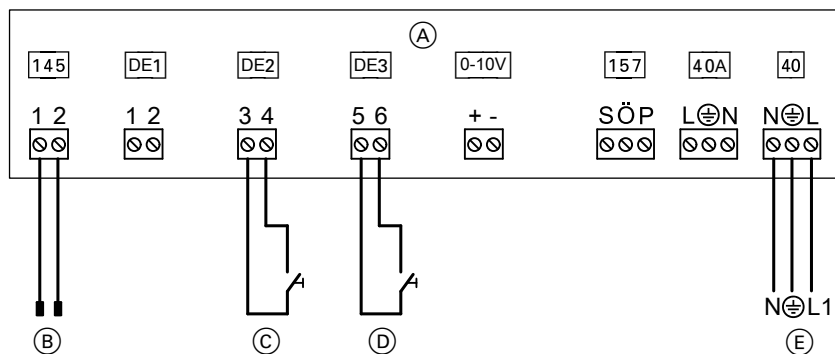 A
145 DE1 DE2 DE3 0-10V 157 40A 40
1 2 1 2 3 4 5 6 + - S Ö P L ⏚ N N ⏚ L
N ⏚ L1
B C D E